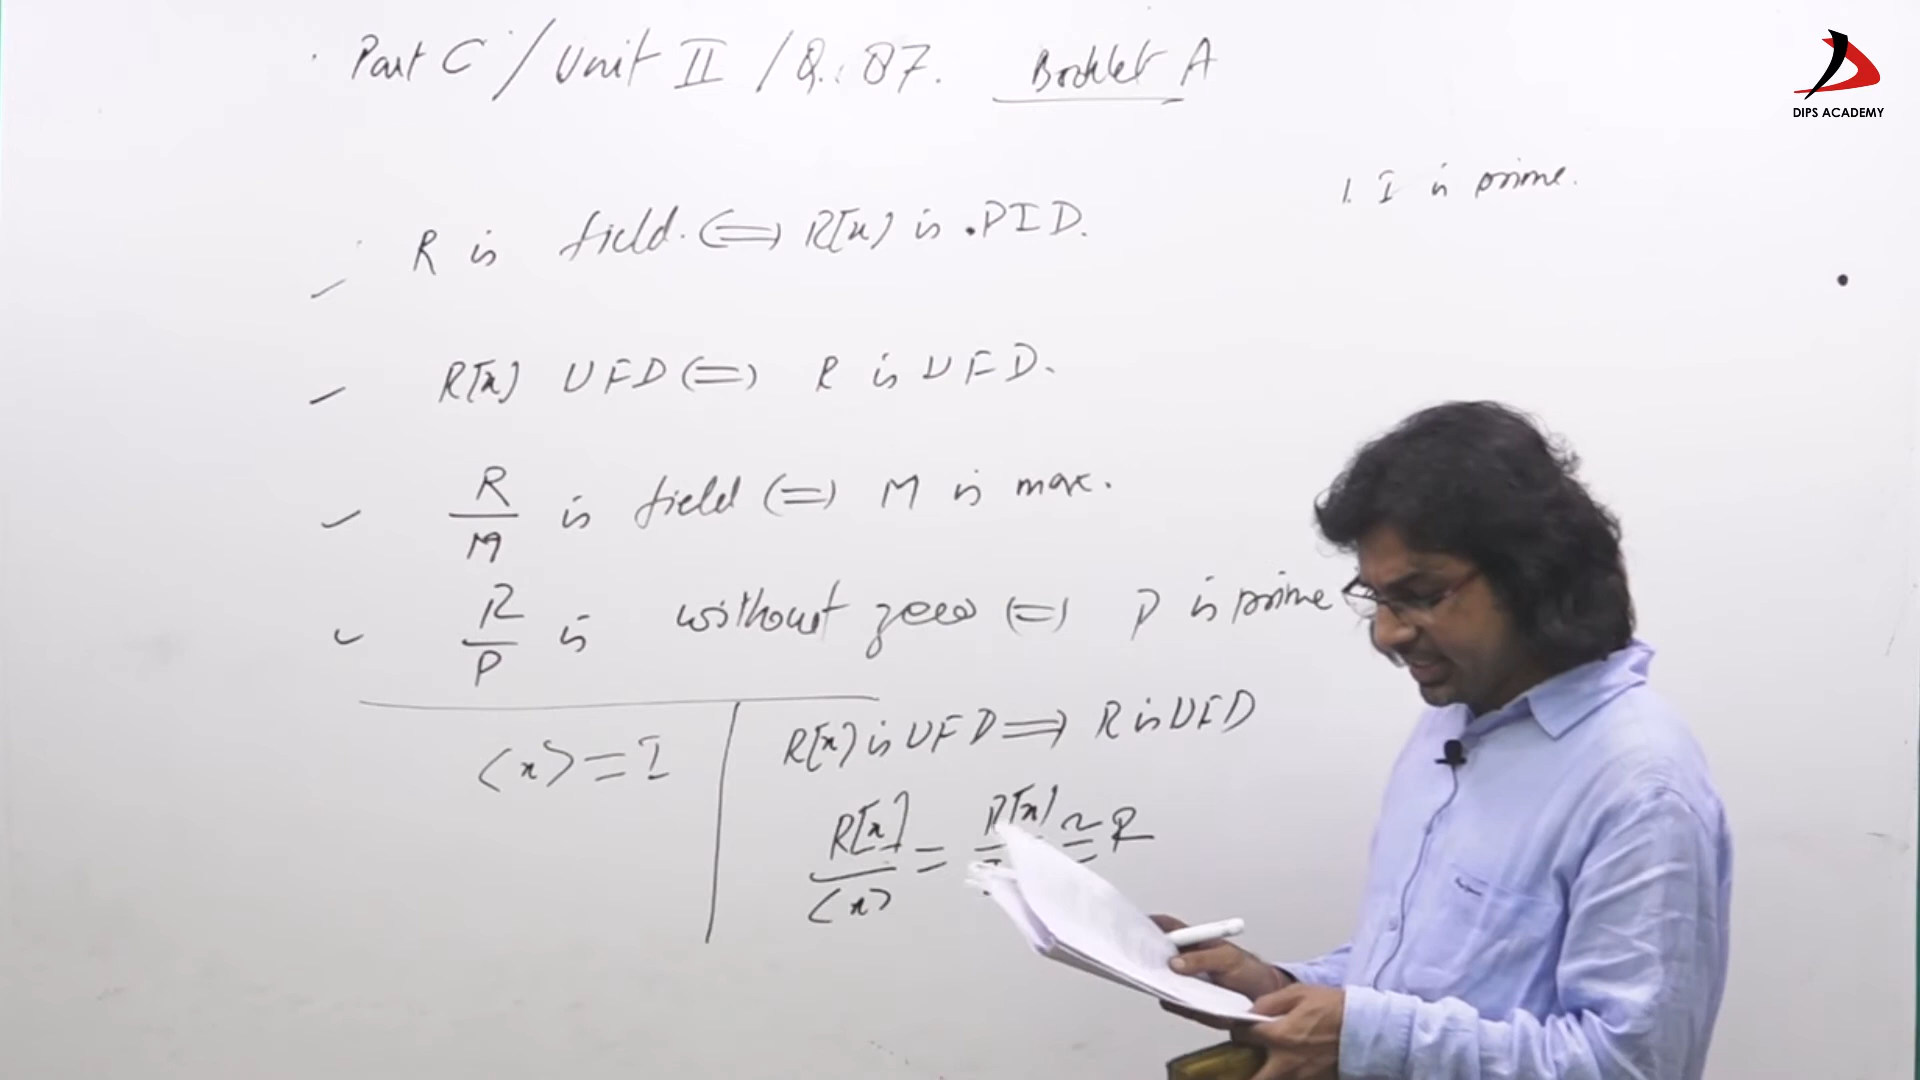 Part C / Unit II / Q. 87. Booklet A
DIPS ACADEMY
1. I is prime.
R is field. ⇔ R[x] is .PID.
R[x] UFD ⇔ R is UFD.
R/M is field ⇔ M is max.
R/P is without zero ⇔ P is prime
<x> = I
R[x] is UFD ⇒ R is UFD
R[x]/<x> = R[x]/ ≅ R